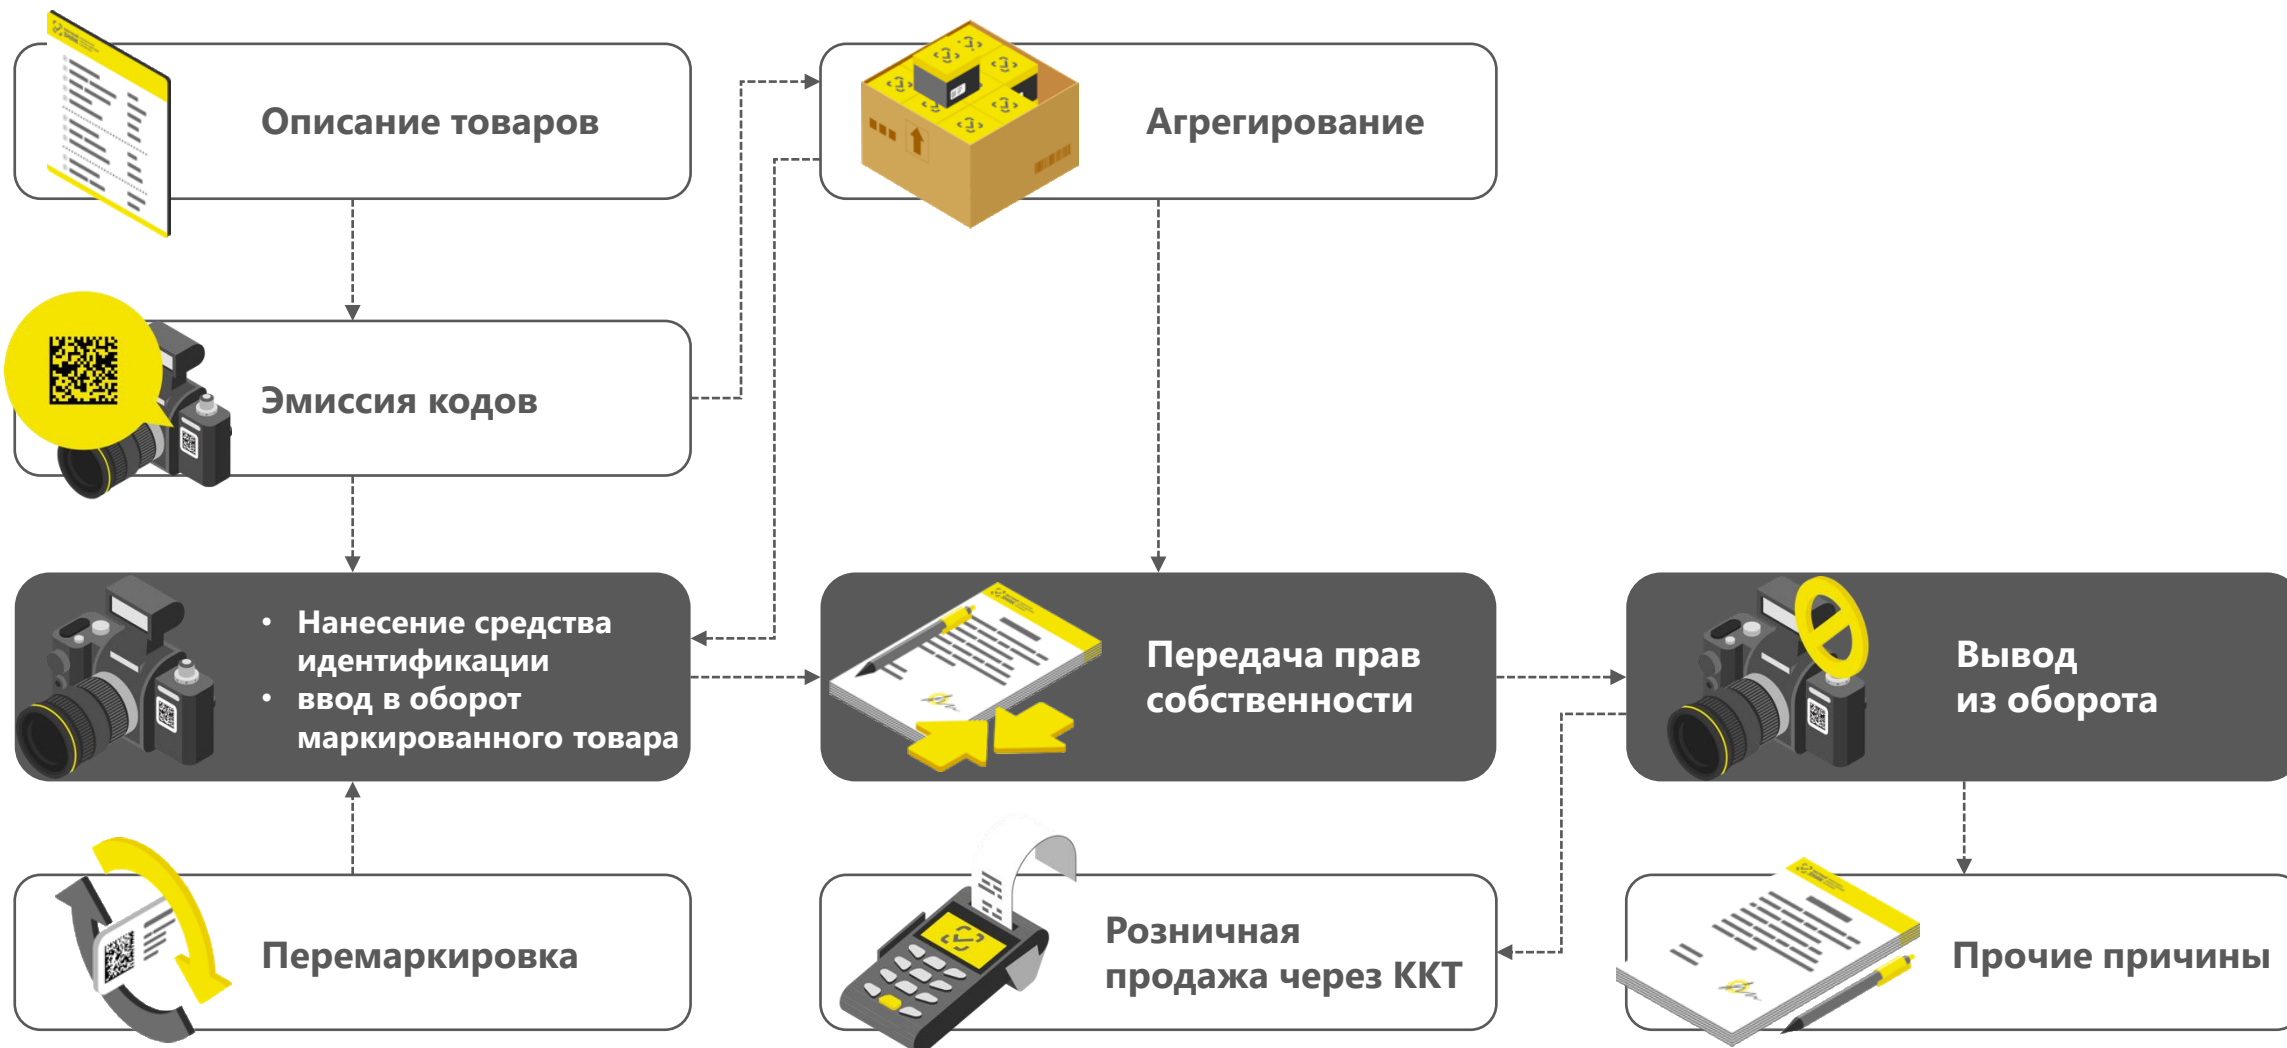 Описание товаров
Агрегирование
Эмиссия кодов
• Нанесение средства
идентификации
• ввод в оборот
маркированного товара
Передача прав
собственности
Вывод
из оборота
Перемаркировка
Розничная
продажа через ККТ
Прочие причины